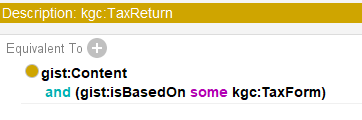 Description: kgc:TaxReturn
Equivalent To
gist:Content
and (gist:isBasedOn some kgc:TaxForm)